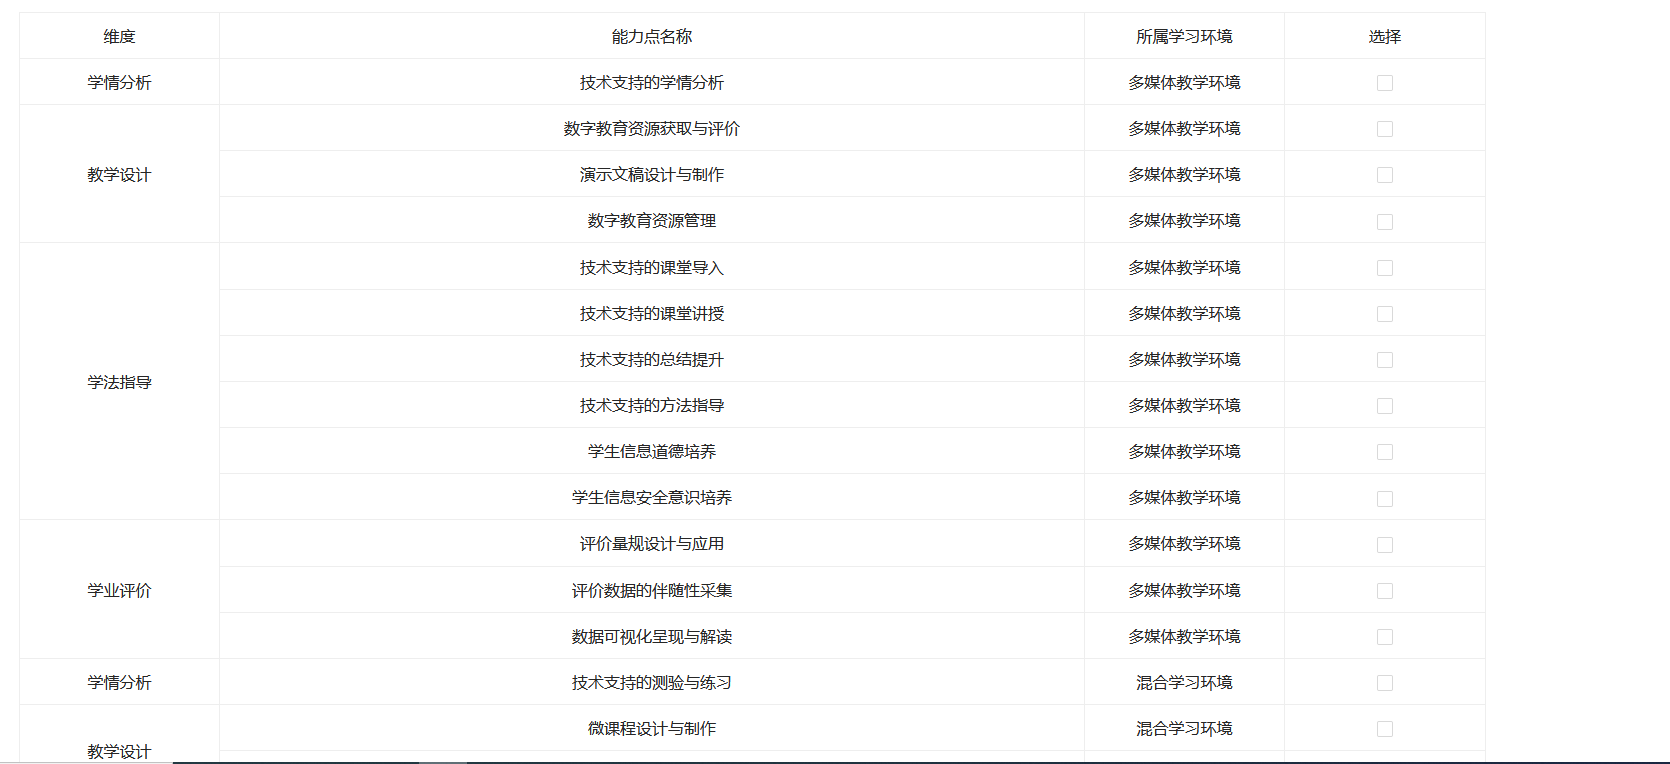 维度 能力点名称 所属学习环境 选择
学情分析 技术支持的学情分析 多媒体教学环境
数字教育资源获取与评价 多媒体教学环境
教学设计 演示文稿设计与制作 多媒体教学环境
数字教育资源管理 多媒体教学环境
技术支持的课堂导入 多媒体教学环境
技术支持的课堂讲授 多媒体教学环境
技术支持的总结提升 多媒体教学环境
学法指导
技术支持的方法指导 多媒体教学环境
学生信息道德培养 多媒体教学环境
学生信息安全意识培养 多媒体教学环境
评价量规设计与应用 多媒体教学环境
学业评价 评价数据的伴随性采集 多媒体教学环境
数据可视化呈现与解读 多媒体教学环境
学情分析 技术支持的测验与练习 混合学习环境
微课程设计与制作 混合学习环境
教学设计